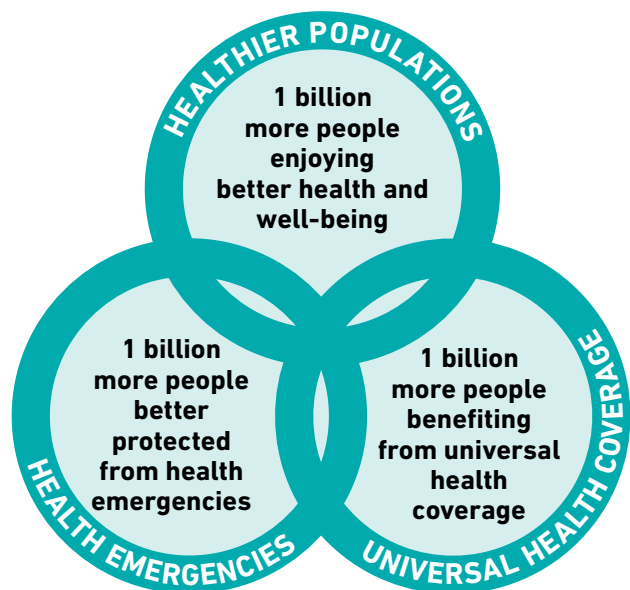 HEALTHIER POPULATIONS
1 billion
more people
enjoying
better health and
well-being
1 billion
more people
better
protected
from health
emergencies
HEALTH EMERGENCIES
1 billion
more people
benefiting
from universal
health
coverage
UNIVERSAL HEALTH COVERAGE